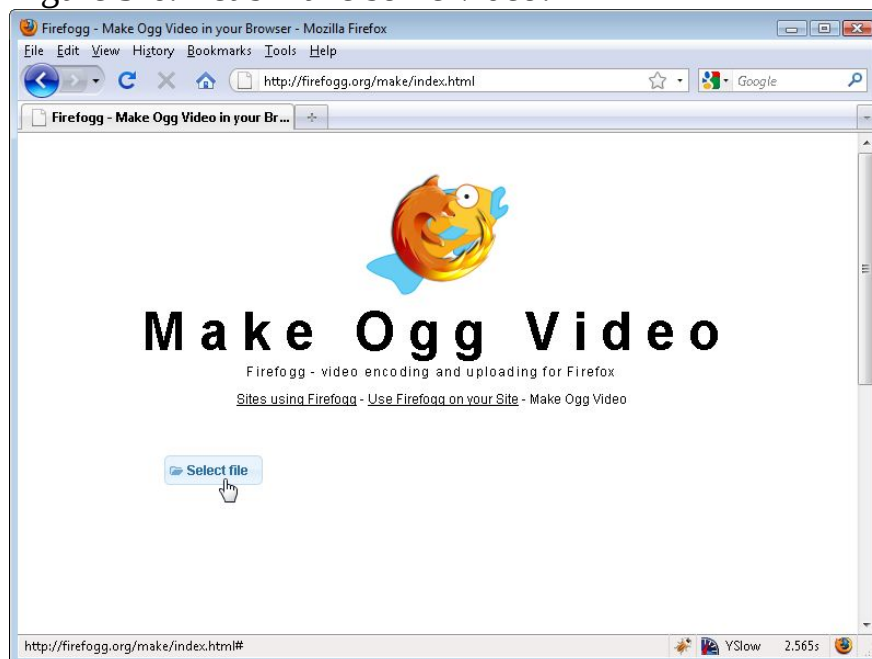 Firefogg - Make Ogg Video in your Browser - Mozilla Firefox
File Edit View History Bookmarks Tools Help
http://firefogg.org/make/index.html
Google
Firefogg - Make Ogg Video in your Br...
Make Ogg Video
Firefogg - video encoding and uploading for Firefox
Sites using Firefogg - Use Firefogg on your Site - Make Ogg Video
Select file
http://firefogg.org/make/index.html# YSlow 2.565s